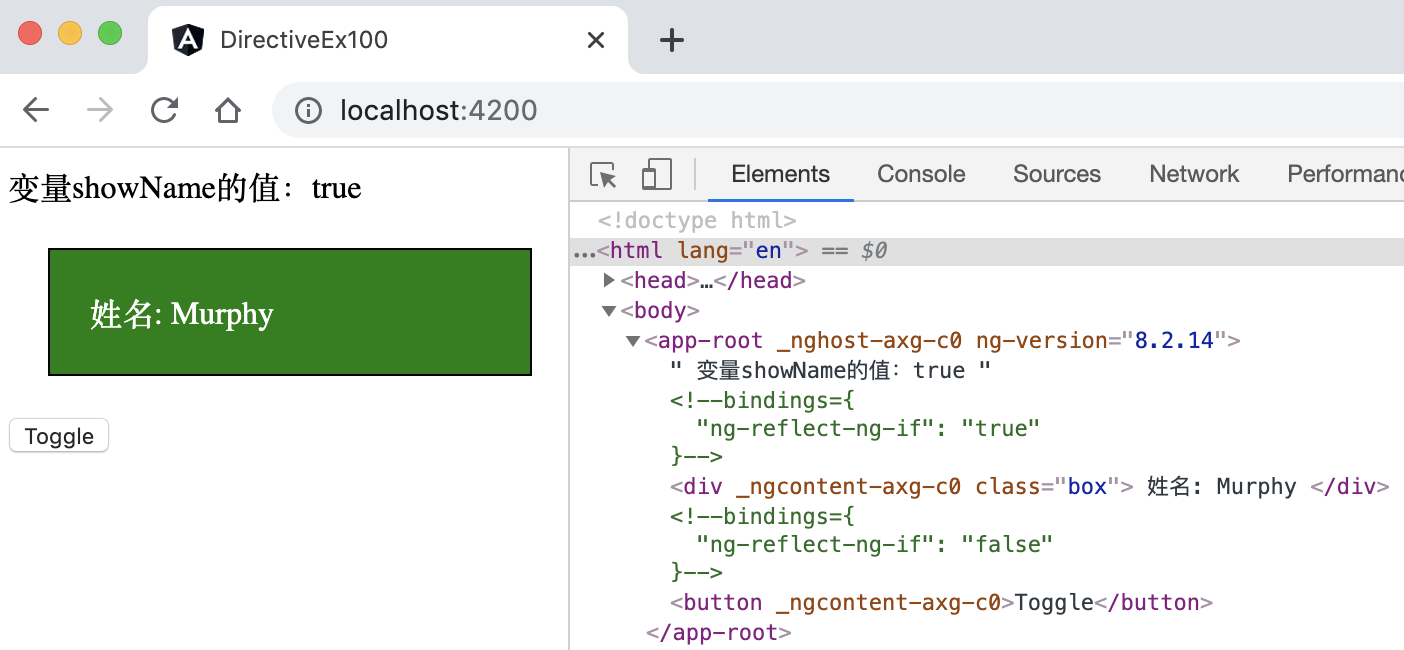 DirectiveEx100
localhost:4200
变量showName的值：true
姓名: Murphy
Toggle
Elements Console Sources Network Performanc
<!doctype html>
…<html lang="en"> == $0
<head>…</head>
<body>
<app-root _nghost-axg-c0 ng-version="8.2.14">
" 变量showName的值：true "
<!--bindings={
"ng-reflect-ng-if": "true"
}-->
<div _ngcontent-axg-c0 class="box"> 姓名: Murphy </div>
<!--bindings={
"ng-reflect-ng-if": "false"
}-->
<button _ngcontent-axg-c0>Toggle</button>
</app-root>